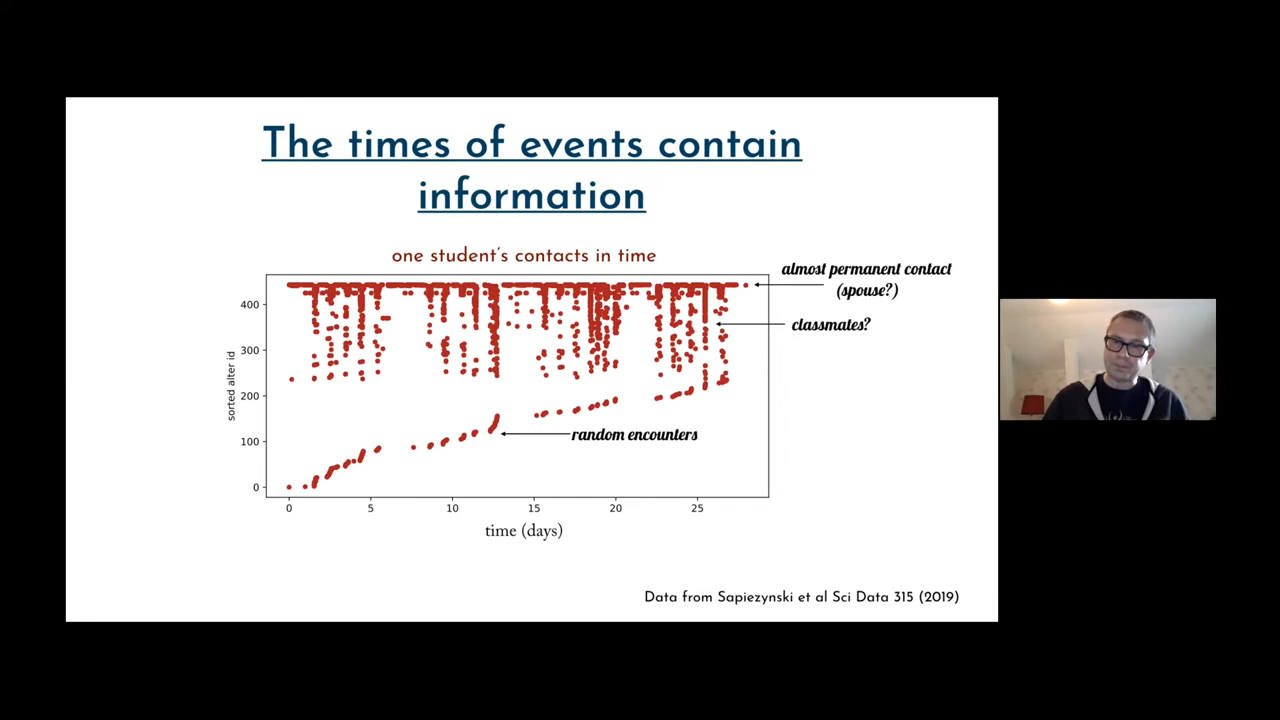 The times of events contain
information
one student's contacts in time
almost permanent contact
(spouse?)
classmates?
random encounters
sorted alter id
400
300
200
100
0
0
5
10
15
20
25
time (days)
Data from Sapiezynski et al Sci Data 315 (2019)